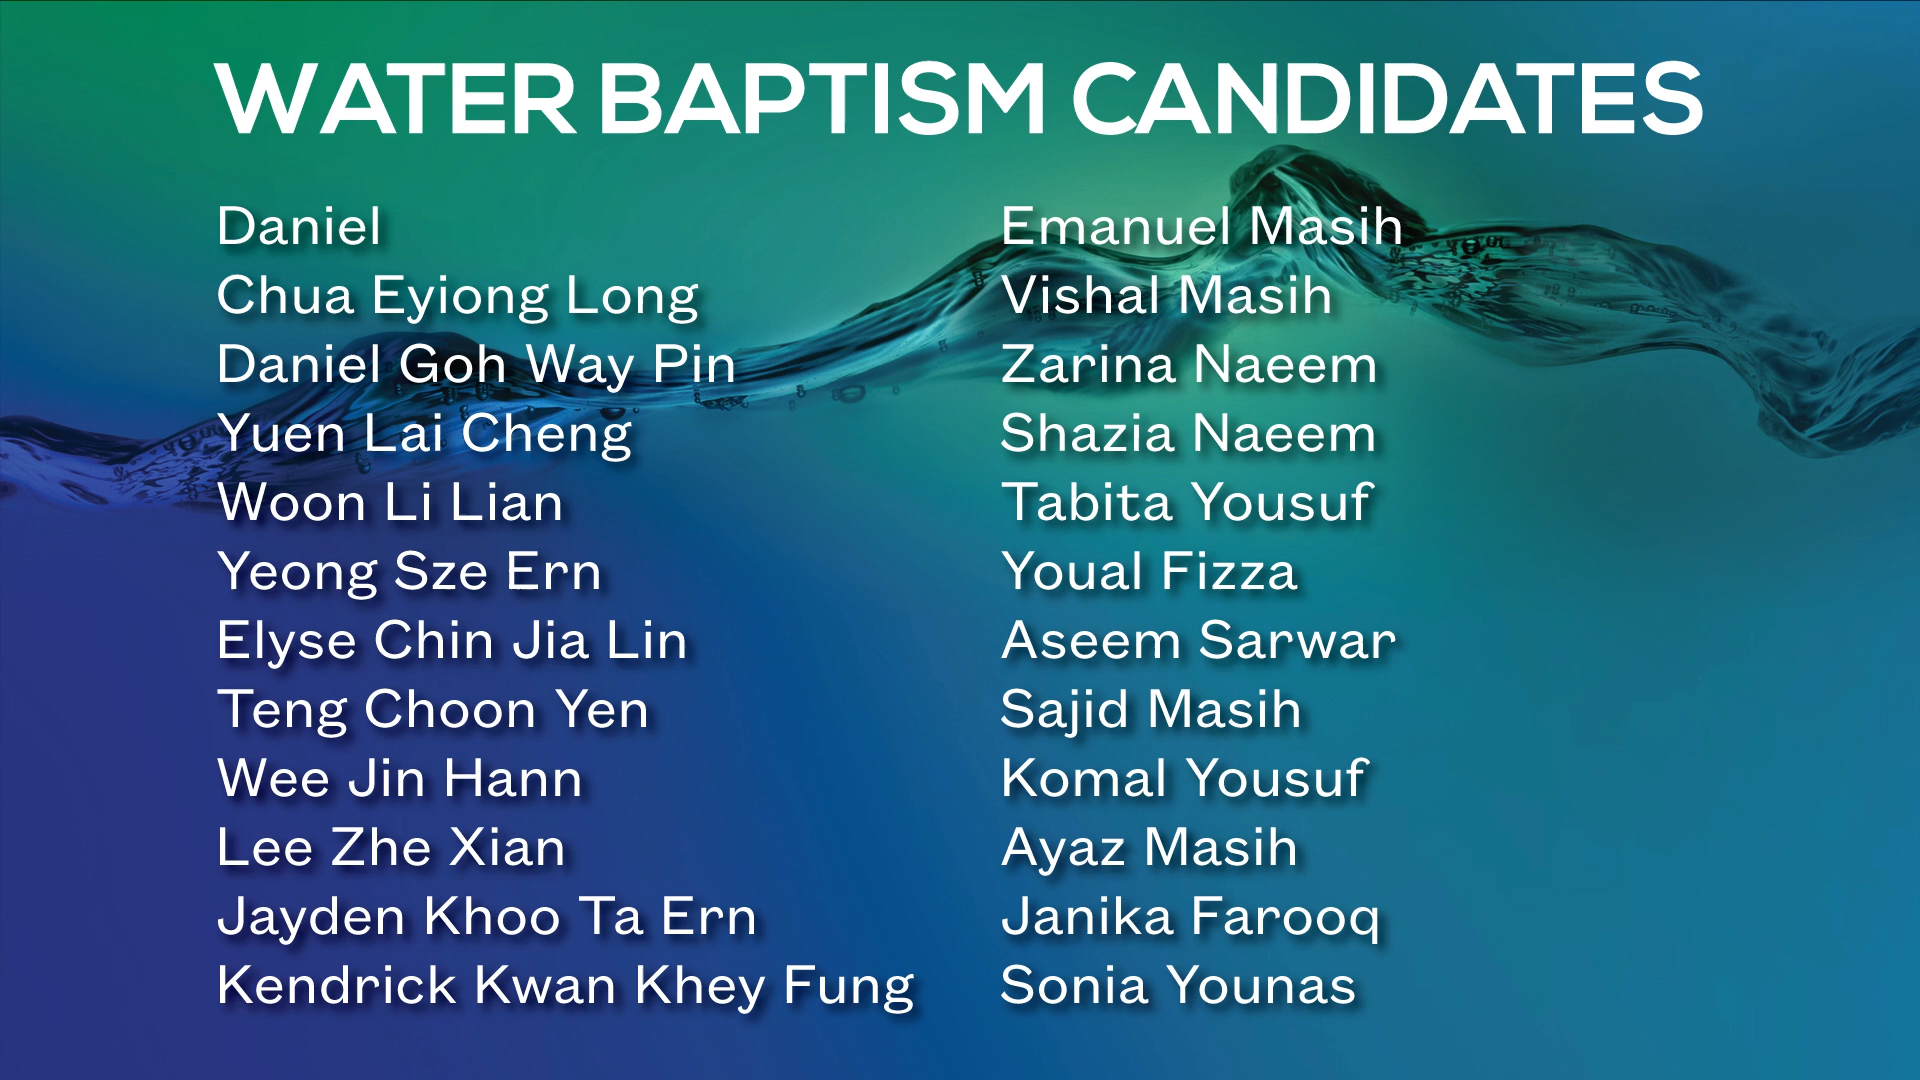 WATER BAPTISM CANDIDATES
Daniel
Chua Eyiong Long
Daniel Goh Way Pin
Yuen Lai Cheng
Woon Li Lian
Yeong Sze Ern
Elyse Chin Jia Lin
Teng Choon Yen
Wee Jin Hann
Lee Zhe Xian
Jayden Khoo Ta Ern
Kendrick Kwan Khey Fung
Emanuel Masih
Vishal Masih
Zarina Naeem
Shazia Naeem
Tabita Yousuf
Youal Fizza
Aseem Sarwar
Sajid Masih
Komal Yousuf
Ayaz Masih
Janika Farooq
Sonia Younas